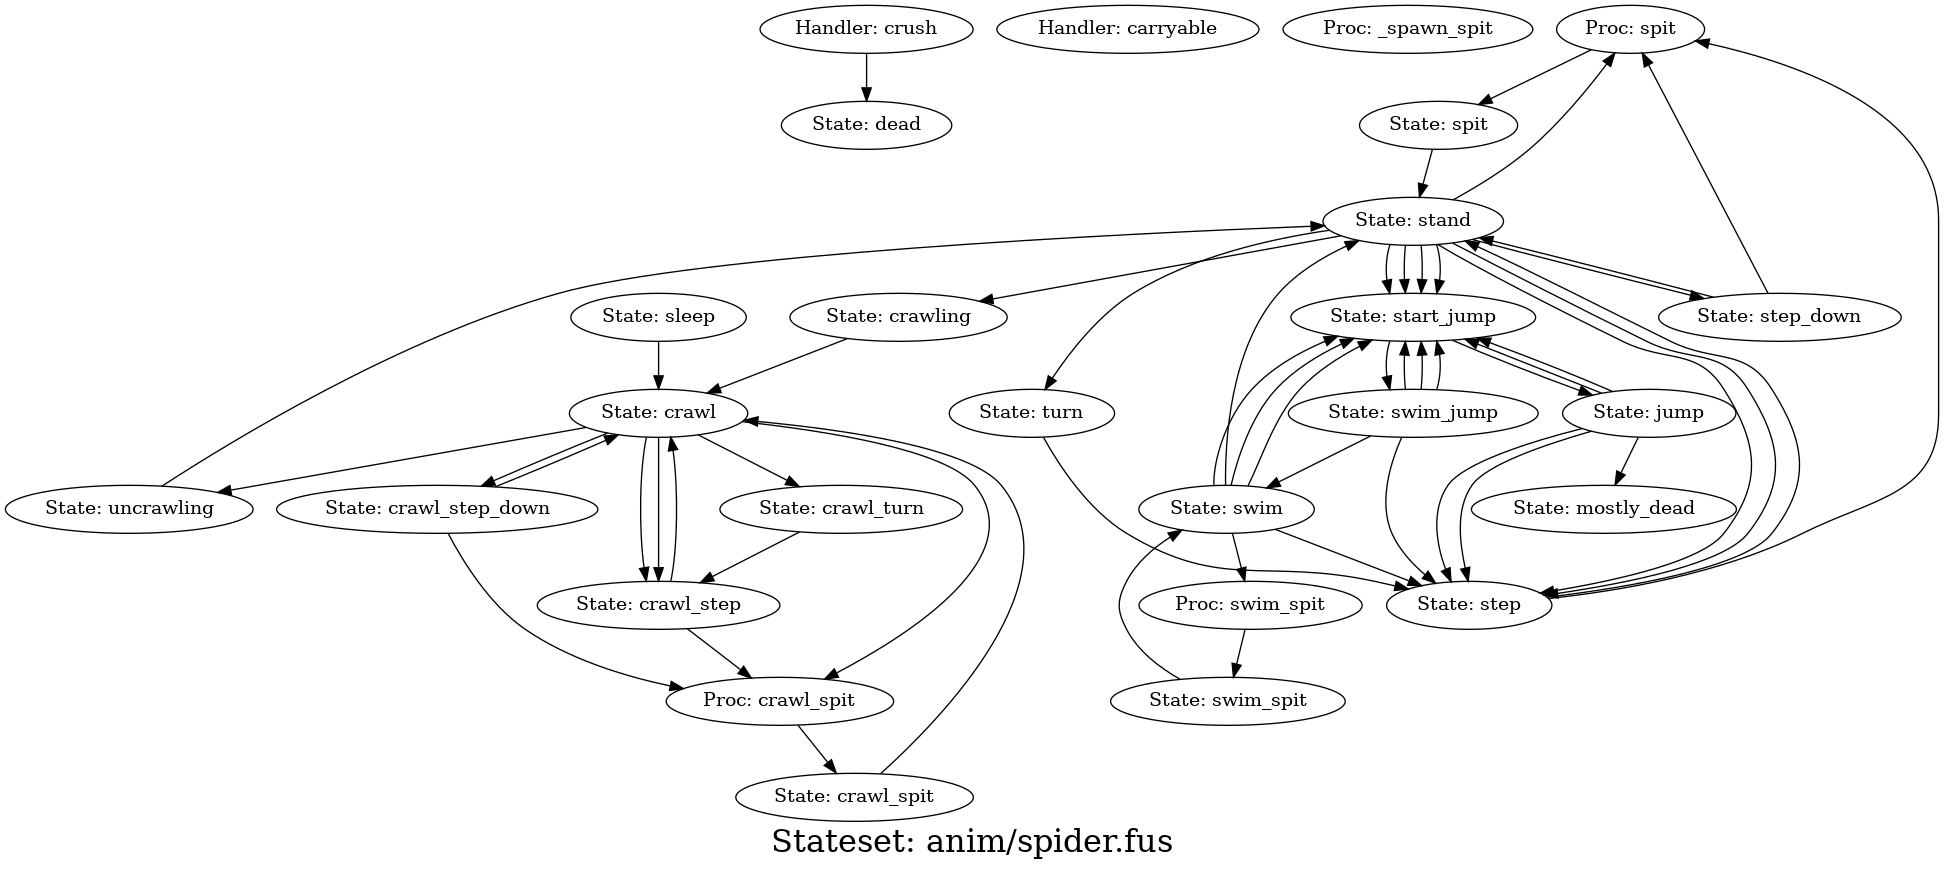 Handler: crush
Handler: carryable
Proc: _spawn_spit
Proc: spit
State: dead
State: spit
State: stand
State: sleep
State: crawling
State: start_jump
State: step_down
State: crawl
State: turn
State: swim_jump
State: jump
State: uncrawling
State: crawl_step_down
State: crawl_turn
State: swim
State: mostly_dead
State: crawl_step
Proc: swim_spit
State: step
Proc: crawl_spit
State: swim_spit
State: crawl_spit
Stateset: anim/spider.fus